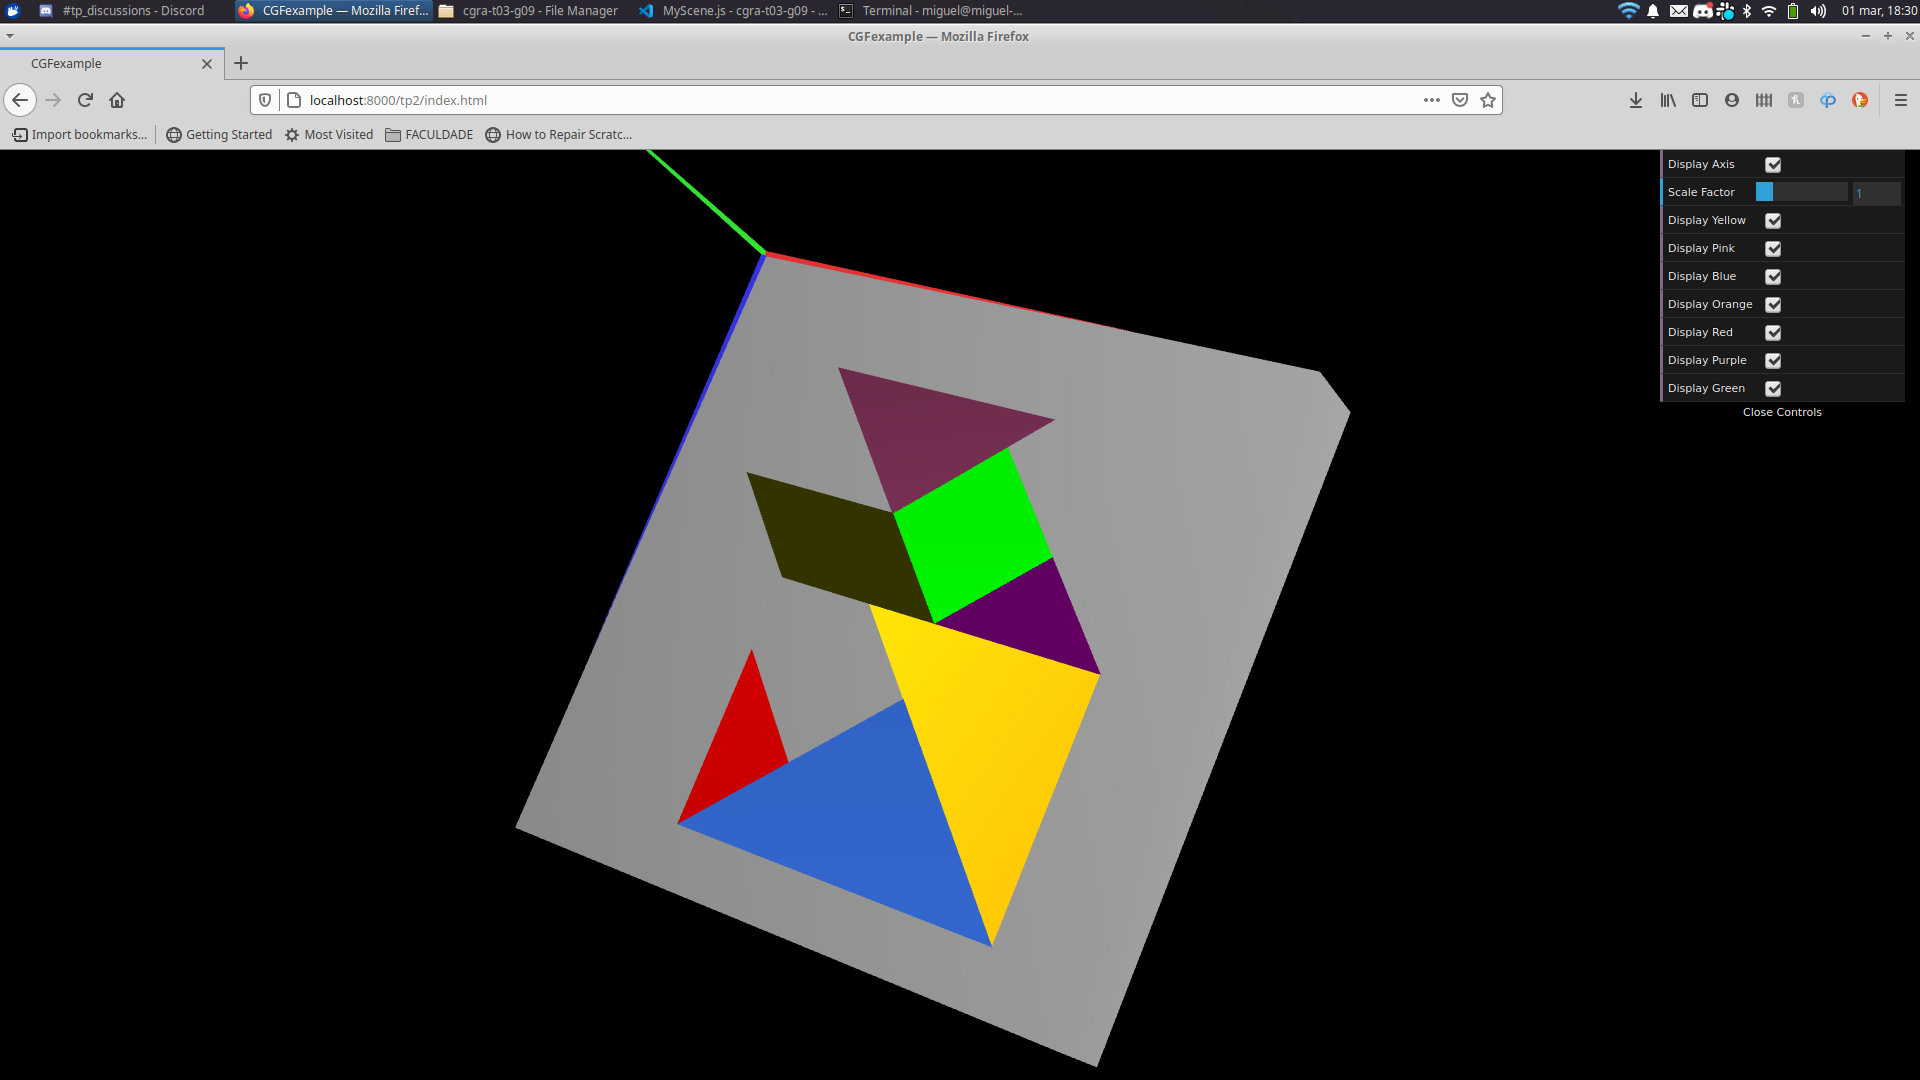 #tp_discussions - Discord
CGFexample — Mozilla Firef...
cgra-t03-g09 - File Manager
MyScene.js - cgra-t03-g09 - ...
Terminal - miguel@miguel-...
01 mar, 18:30
CGFexample — Mozilla Firefox
CGFexample
localhost:8000/tp2/index.html
Import bookmarks...
Getting Started
Most Visited
FACULDADE
How to Repair Scratc...
Display Axis
Scale Factor
1
Display Yellow
Display Pink
Display Blue
Display Orange
Display Red
Display Purple
Display Green
Close Controls